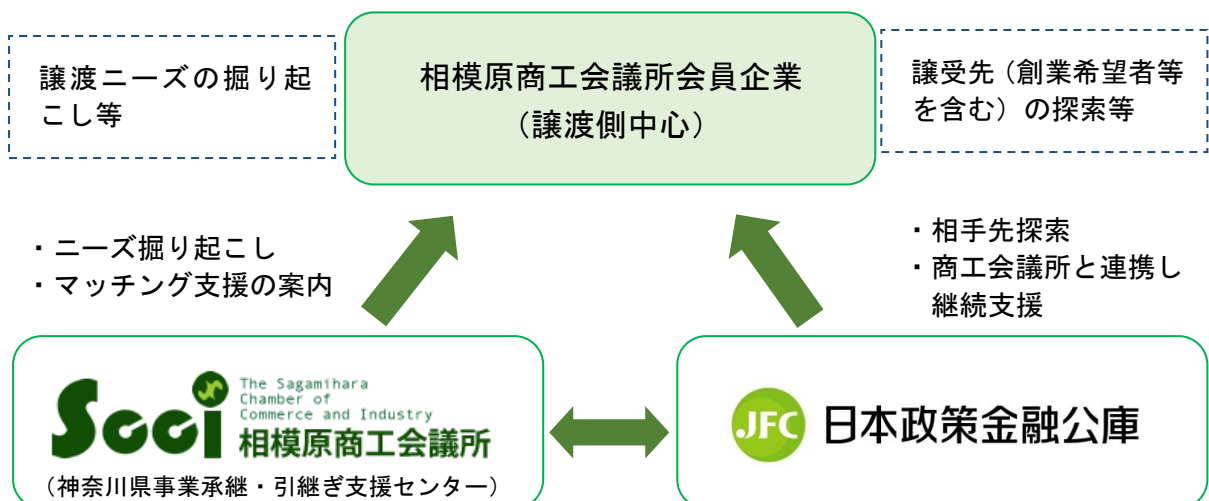 譲渡ニーズの掘り起
こし等
相模原商工会議所会員企業
（譲渡側中心）
譲受先（創業希望者等
を含む）の探索等
・ニーズ掘り起こし
・マッチング支援の案内
・相手先探索
・商工会議所と連携し
継続支援
Scci
The Sagamihara
Chamber of
Commerce and Industry
相模原商工会議所
（神奈川県事業承継・引継ぎ支援センター）
JFC 日本政策金融公庫